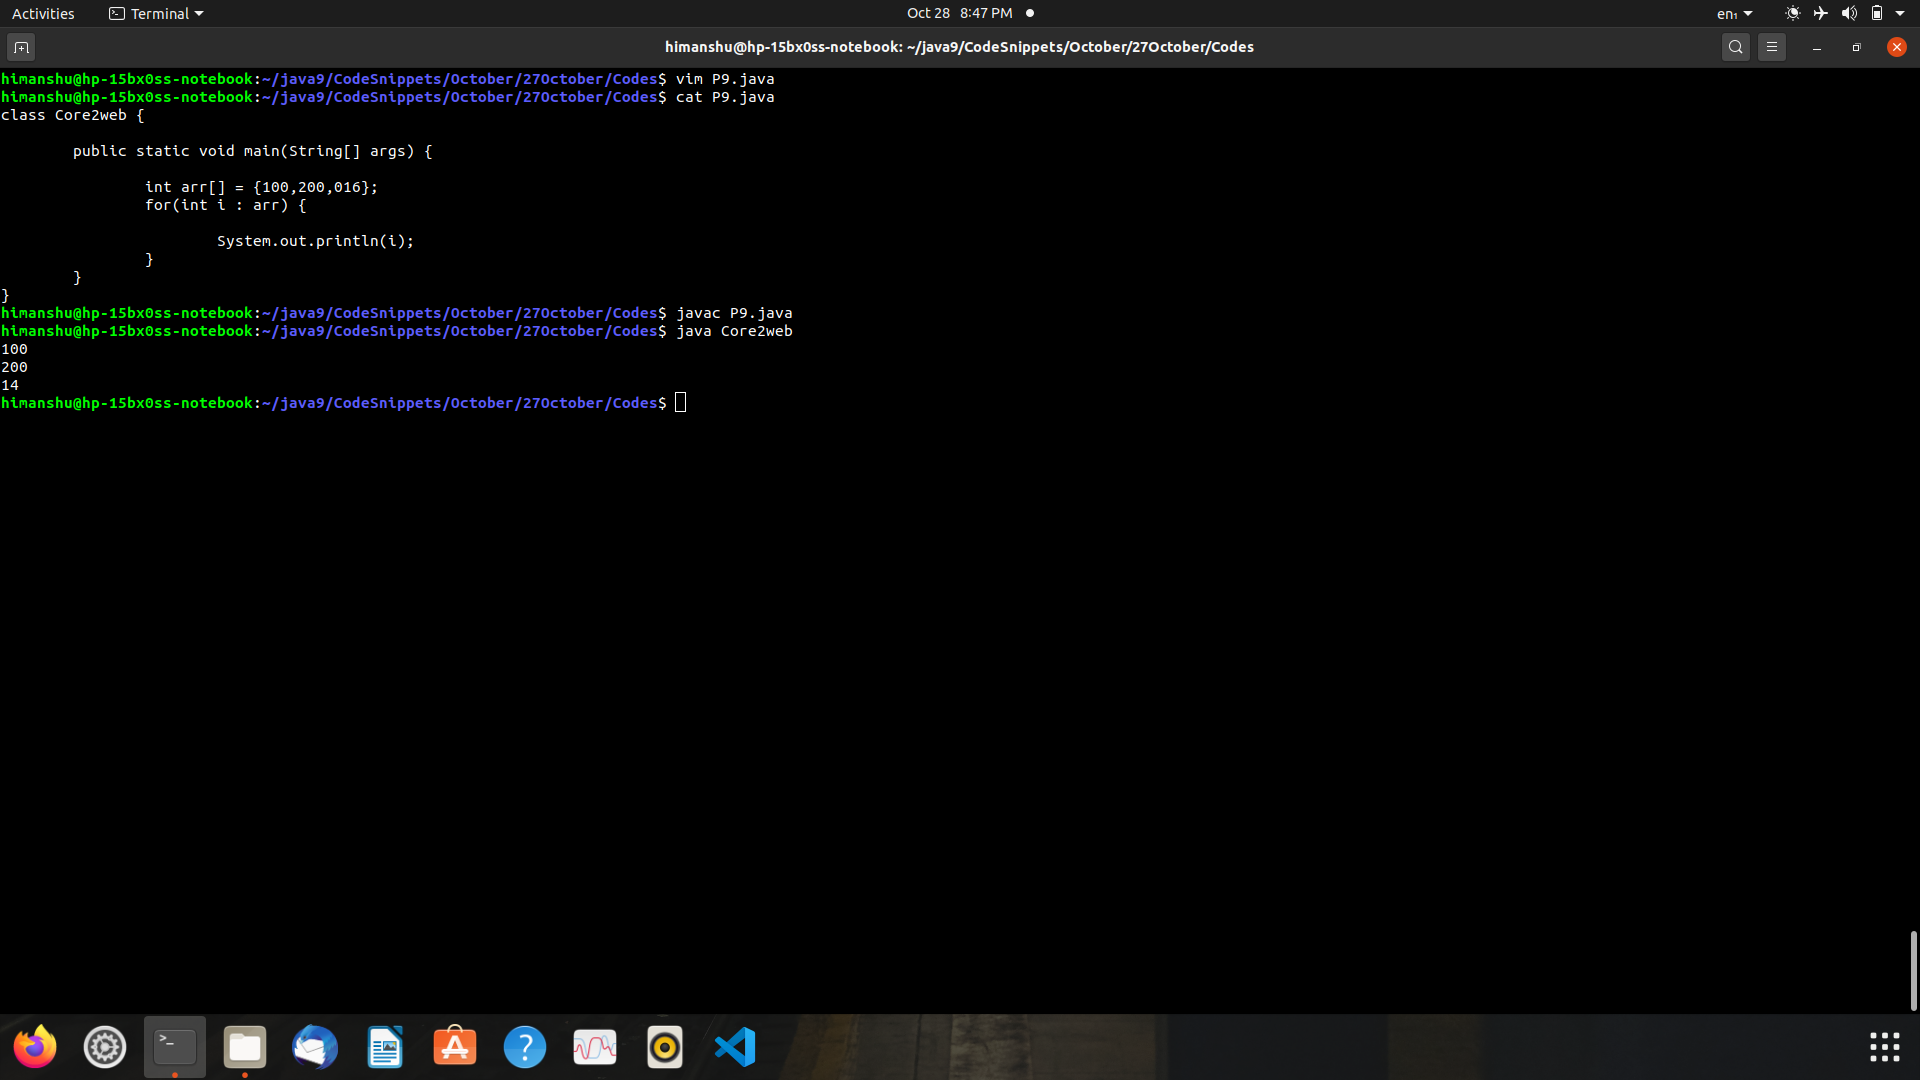 Activities Terminal Oct 28 8:47 PM en₁
himanshu@hp-15bx0ss-notebook: ~/java9/CodeSnippets/October/27October/Codes
himanshu@hp-15bx0ss-notebook:~/java9/CodeSnippets/October/27October/Codes$ vim P9.java
himanshu@hp-15bx0ss-notebook:~/java9/CodeSnippets/October/27October/Codes$ cat P9.java
class Core2web {
        public static void main(String[] args) {
                int arr[] = {100,200,016};
                for(int i : arr) {
                        System.out.println(i);
                }
        }
}
himanshu@hp-15bx0ss-notebook:~/java9/CodeSnippets/October/27October/Codes$ javac P9.java
himanshu@hp-15bx0ss-notebook:~/java9/CodeSnippets/October/27October/Codes$ java Core2web
100
200
14
himanshu@hp-15bx0ss-notebook:~/java9/CodeSnippets/October/27October/Codes$